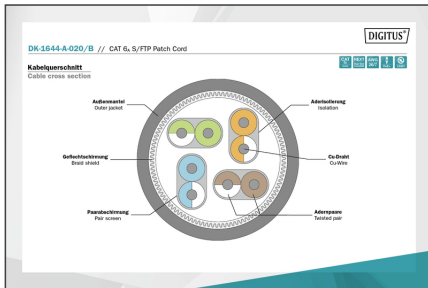 DIGITUS
DK-1644-A-020/B // CAT 6A S/FTP Patch Cord
Kabelquerschnitt
Cable cross section
Außenmantel
Outer jacket
Aderisolierung
Isolation
Geflechtschirmung
Braid shield
Cu-Draht
Cu-Wire
Paarabschirmung
Pair screen
Adernpaare
Twisted pair